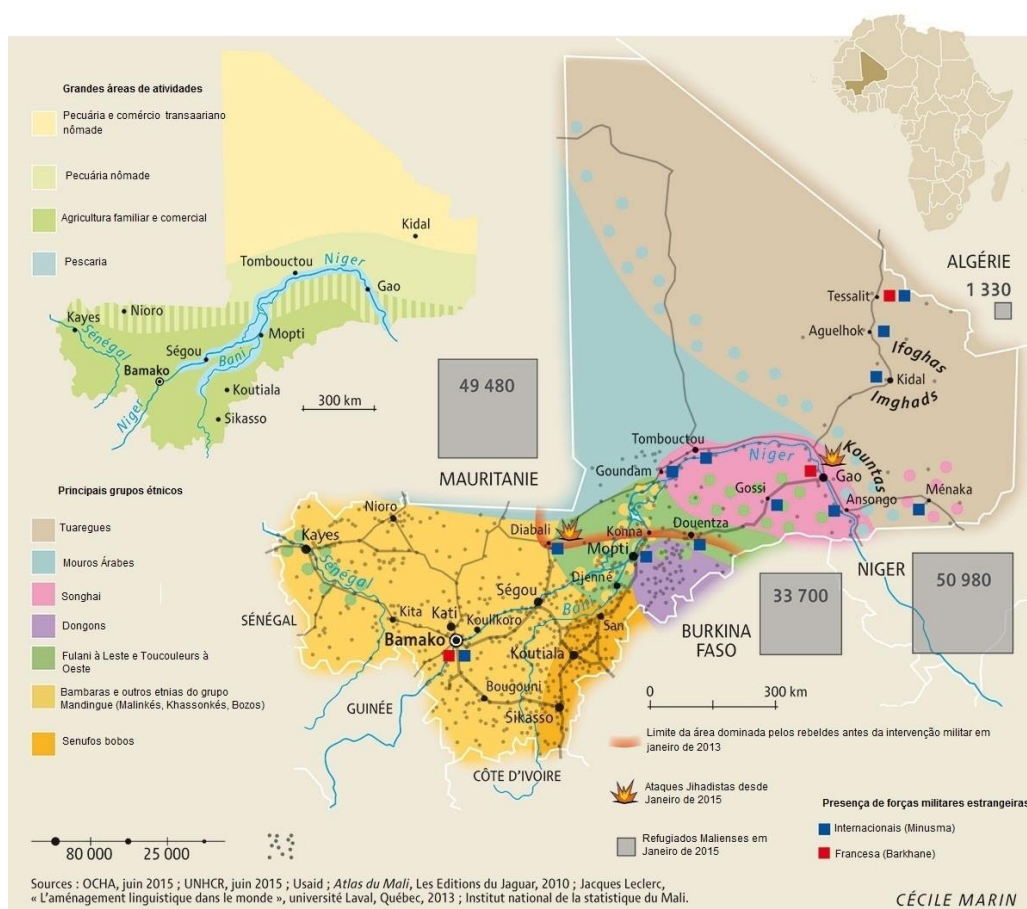 Grandes àreas de atividades
Pecuária e comércio transaariano
nômade
Pecuária nômade
Agricultura familiar e comercial
Pescaria
Kidal
Tombouctou
Niger
Gao
Nioro
Kayes
Sénégal
Mopti
Ségou
Bani
Bamako
Koutiala
Niger
Sikasso
300 km
ALGÉRIE
1 330
Tessalit
Aguelhok
Ifoghas
Kidal
Imghads
49 480
MAURITANIE
Tombouctou
Niger
Kountas
Goundam
Gao
Gossi
Ansongo
Ménaka
Principais grupos étnicos
Tuaregues
Mouros Árabes
Songhai
Dongons
Fulani à Leste e Toucouleurs à
Oeste
Bambaras e outros etnias do grupo
Mandingue (Malinkés, Khassonkés, Bozos)
Senufos bobos
Nioro
Diabali
Konna
Douentza
Kayes
Mopti
Sénégal
Djenné
NIGER
50 980
33 700
SÉNÉGAL
Ségou
Bani
Kita
Kati
Koulikoro
San
BURKINA
FASO
Bamako
Koutiala
Bougouni
GUINÉE
Sikasso
CÔTE D'IVOIRE
0
300 km
Limite da área dominada pelos rebeldes antes da intervenção militar em
janeiro de 2013
Ataques Jihadistas desde
Janeiro de 2015
Refugiados Malienses em
Janeiro de 2015
Presença de forças militares estrangeiras
Internacionais (Minusma)
Francesa (Barkhane)
80 000
25 000
Sources : OCHA, juin 2015 ; UNHCR, juin 2015 ; Usaid ; Atlas du Mali, Les Editions du Jaguar, 2010 ; Jacques Leclerc,
« L'aménagement linguistique dans le monde », université Laval, Québec, 2013 ; Institut national de la statistique du Mali.
CÉCILE MARIN